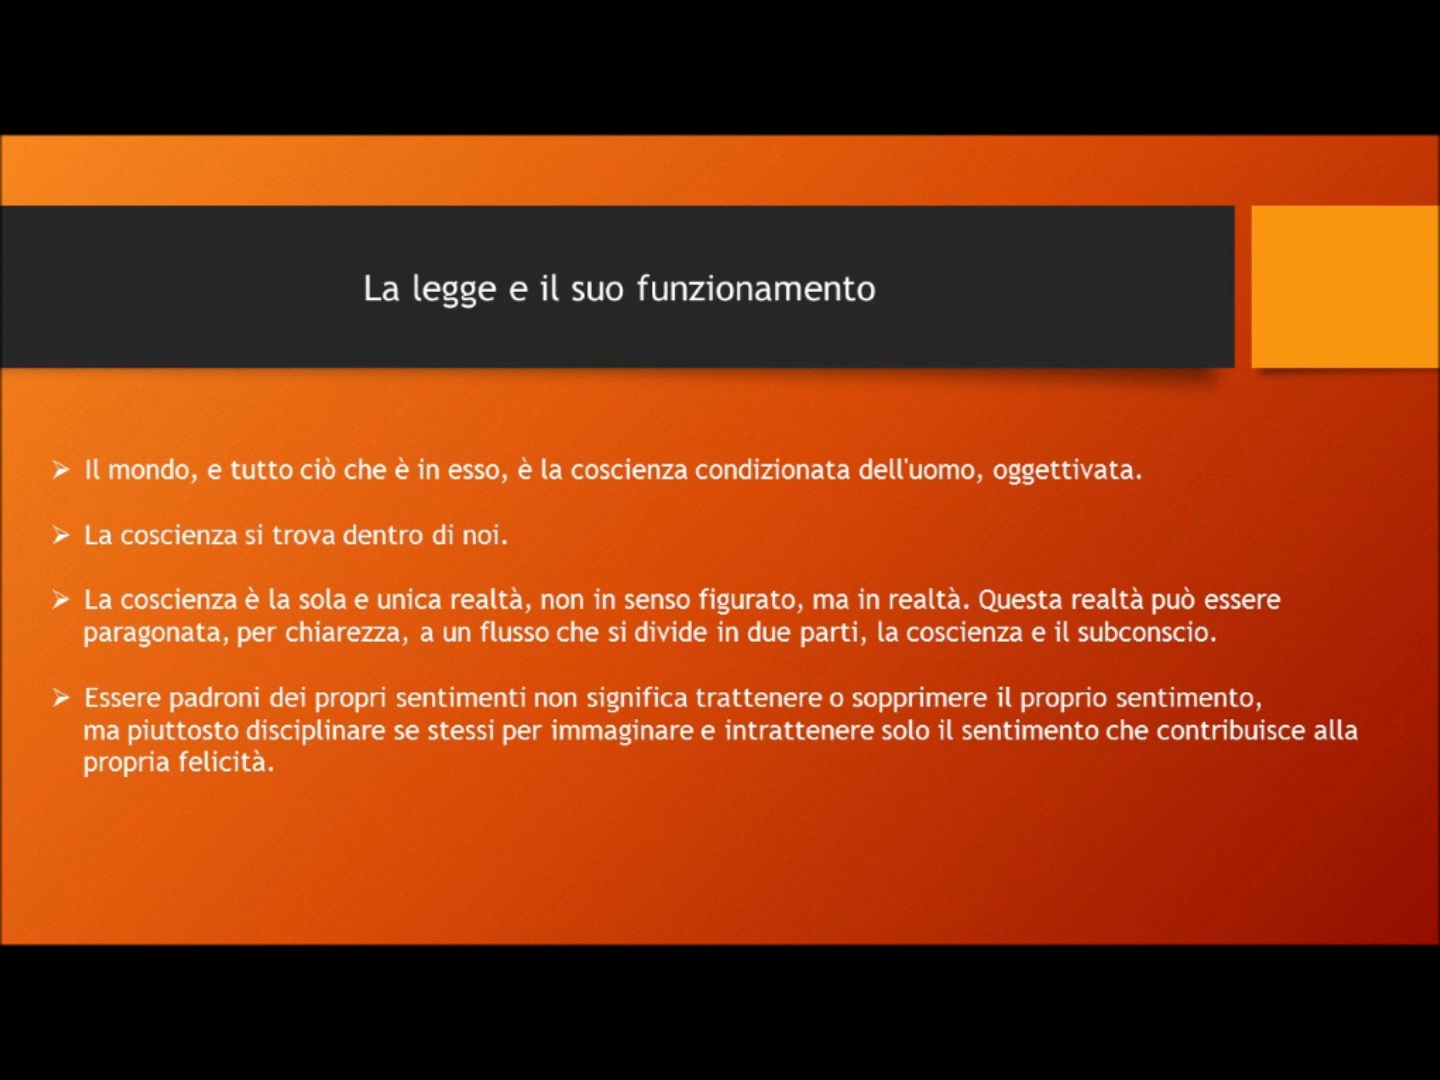 La legge e il suo funzionamento
➢ Il mondo, e tutto ciò che è in esso, è la coscienza condizionata dell'uomo, oggettivata.
➢ La coscienza si trova dentro di noi.
➢ La coscienza è la sola e unica realtà, non in senso figurato, ma in realtà. Questa realtà può essere
paragonata, per chiarezza, a un flusso che si divide in due parti, la coscienza e il subconscio.
➢ Essere padroni dei propri sentimenti non significa trattenere o sopprimere il proprio sentimento,
ma piuttosto disciplinare se stessi per immaginare e intrattenere solo il sentimento che contribuisce alla
propria felicità.